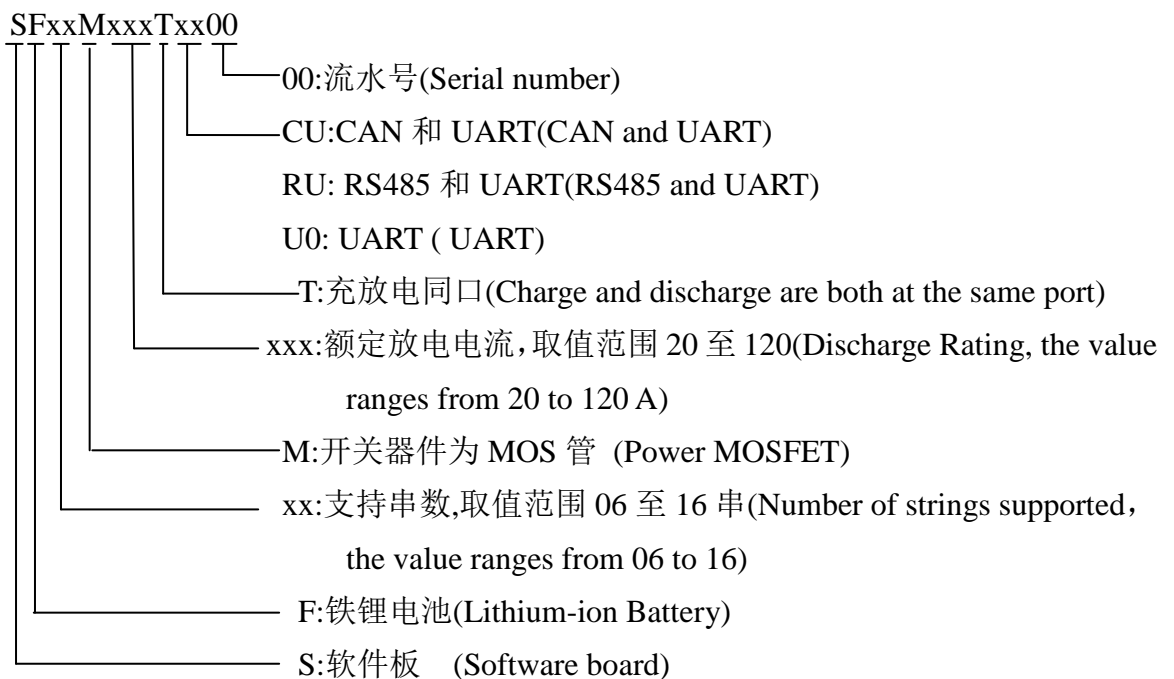 SFxxMxxxTxx00
00:流水号(Serial number)
CU:CAN 和 UART(CAN and UART)
RU: RS485 和 UART(RS485 and UART)
U0: UART ( UART)
T:充放电同口(Charge and discharge are both at the same port)
xxx:额定放电电流,取值范围 20 至 120(Discharge Rating, the value
ranges from 20 to 120 A)
M:开关器件为 MOS 管 (Power MOSFET)
xx:支持串数,取值范围 06 至 16 串(Number of strings supported,
the value ranges from 06 to 16)
F:铁锂电池(Lithium-ion Battery)
S:软件板 (Software board)